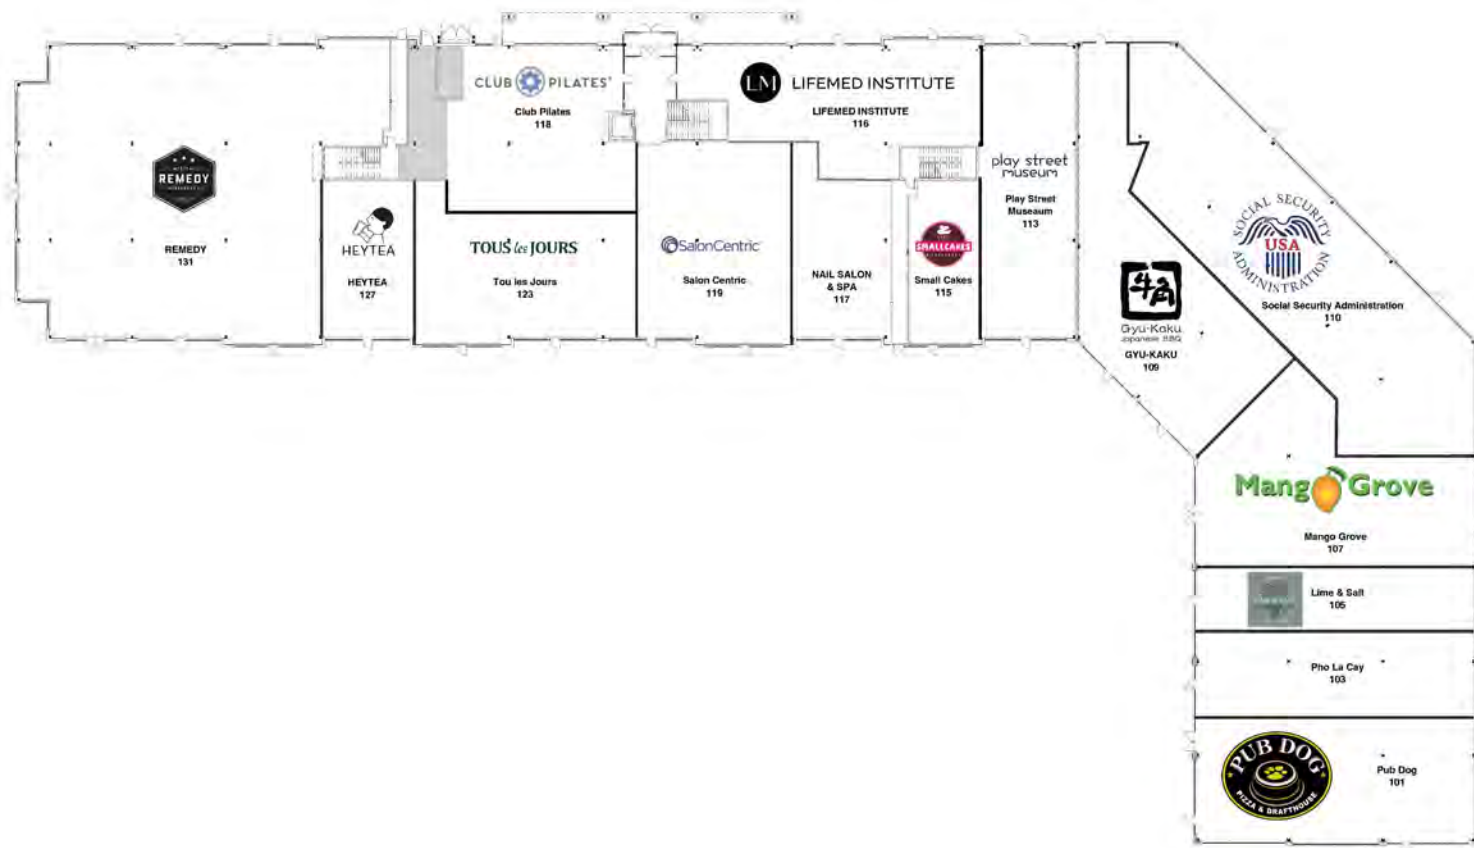 REMEDY
REMEDY
131
HEYTEA
HEYTEA
127
CLUB PILATES
Club Pilates
118
TOUS les JOURS
Tou les Jours
123
SalonCentric
Salon Centric
119
LM LIFEMED INSTITUTE
LIFEMED INSTITUTE
116
NAIL SALON
& SPA
117
SMALLCAKES
Small Cakes
115
play street
museum
Play Street
Museaum
113
牛角
Gyu-Kaku
Japanese BBQ
GYU-KAKU
109
SOCIAL SECURITY
USA
ADMINISTRATION
Social Security Administration
110
Mango Grove
Mango Grove
107
Lime & Salt
105
Pho La Cay
103
PUB DOG
PIZZA & DRAFTHOUSE
Pub Dog
101